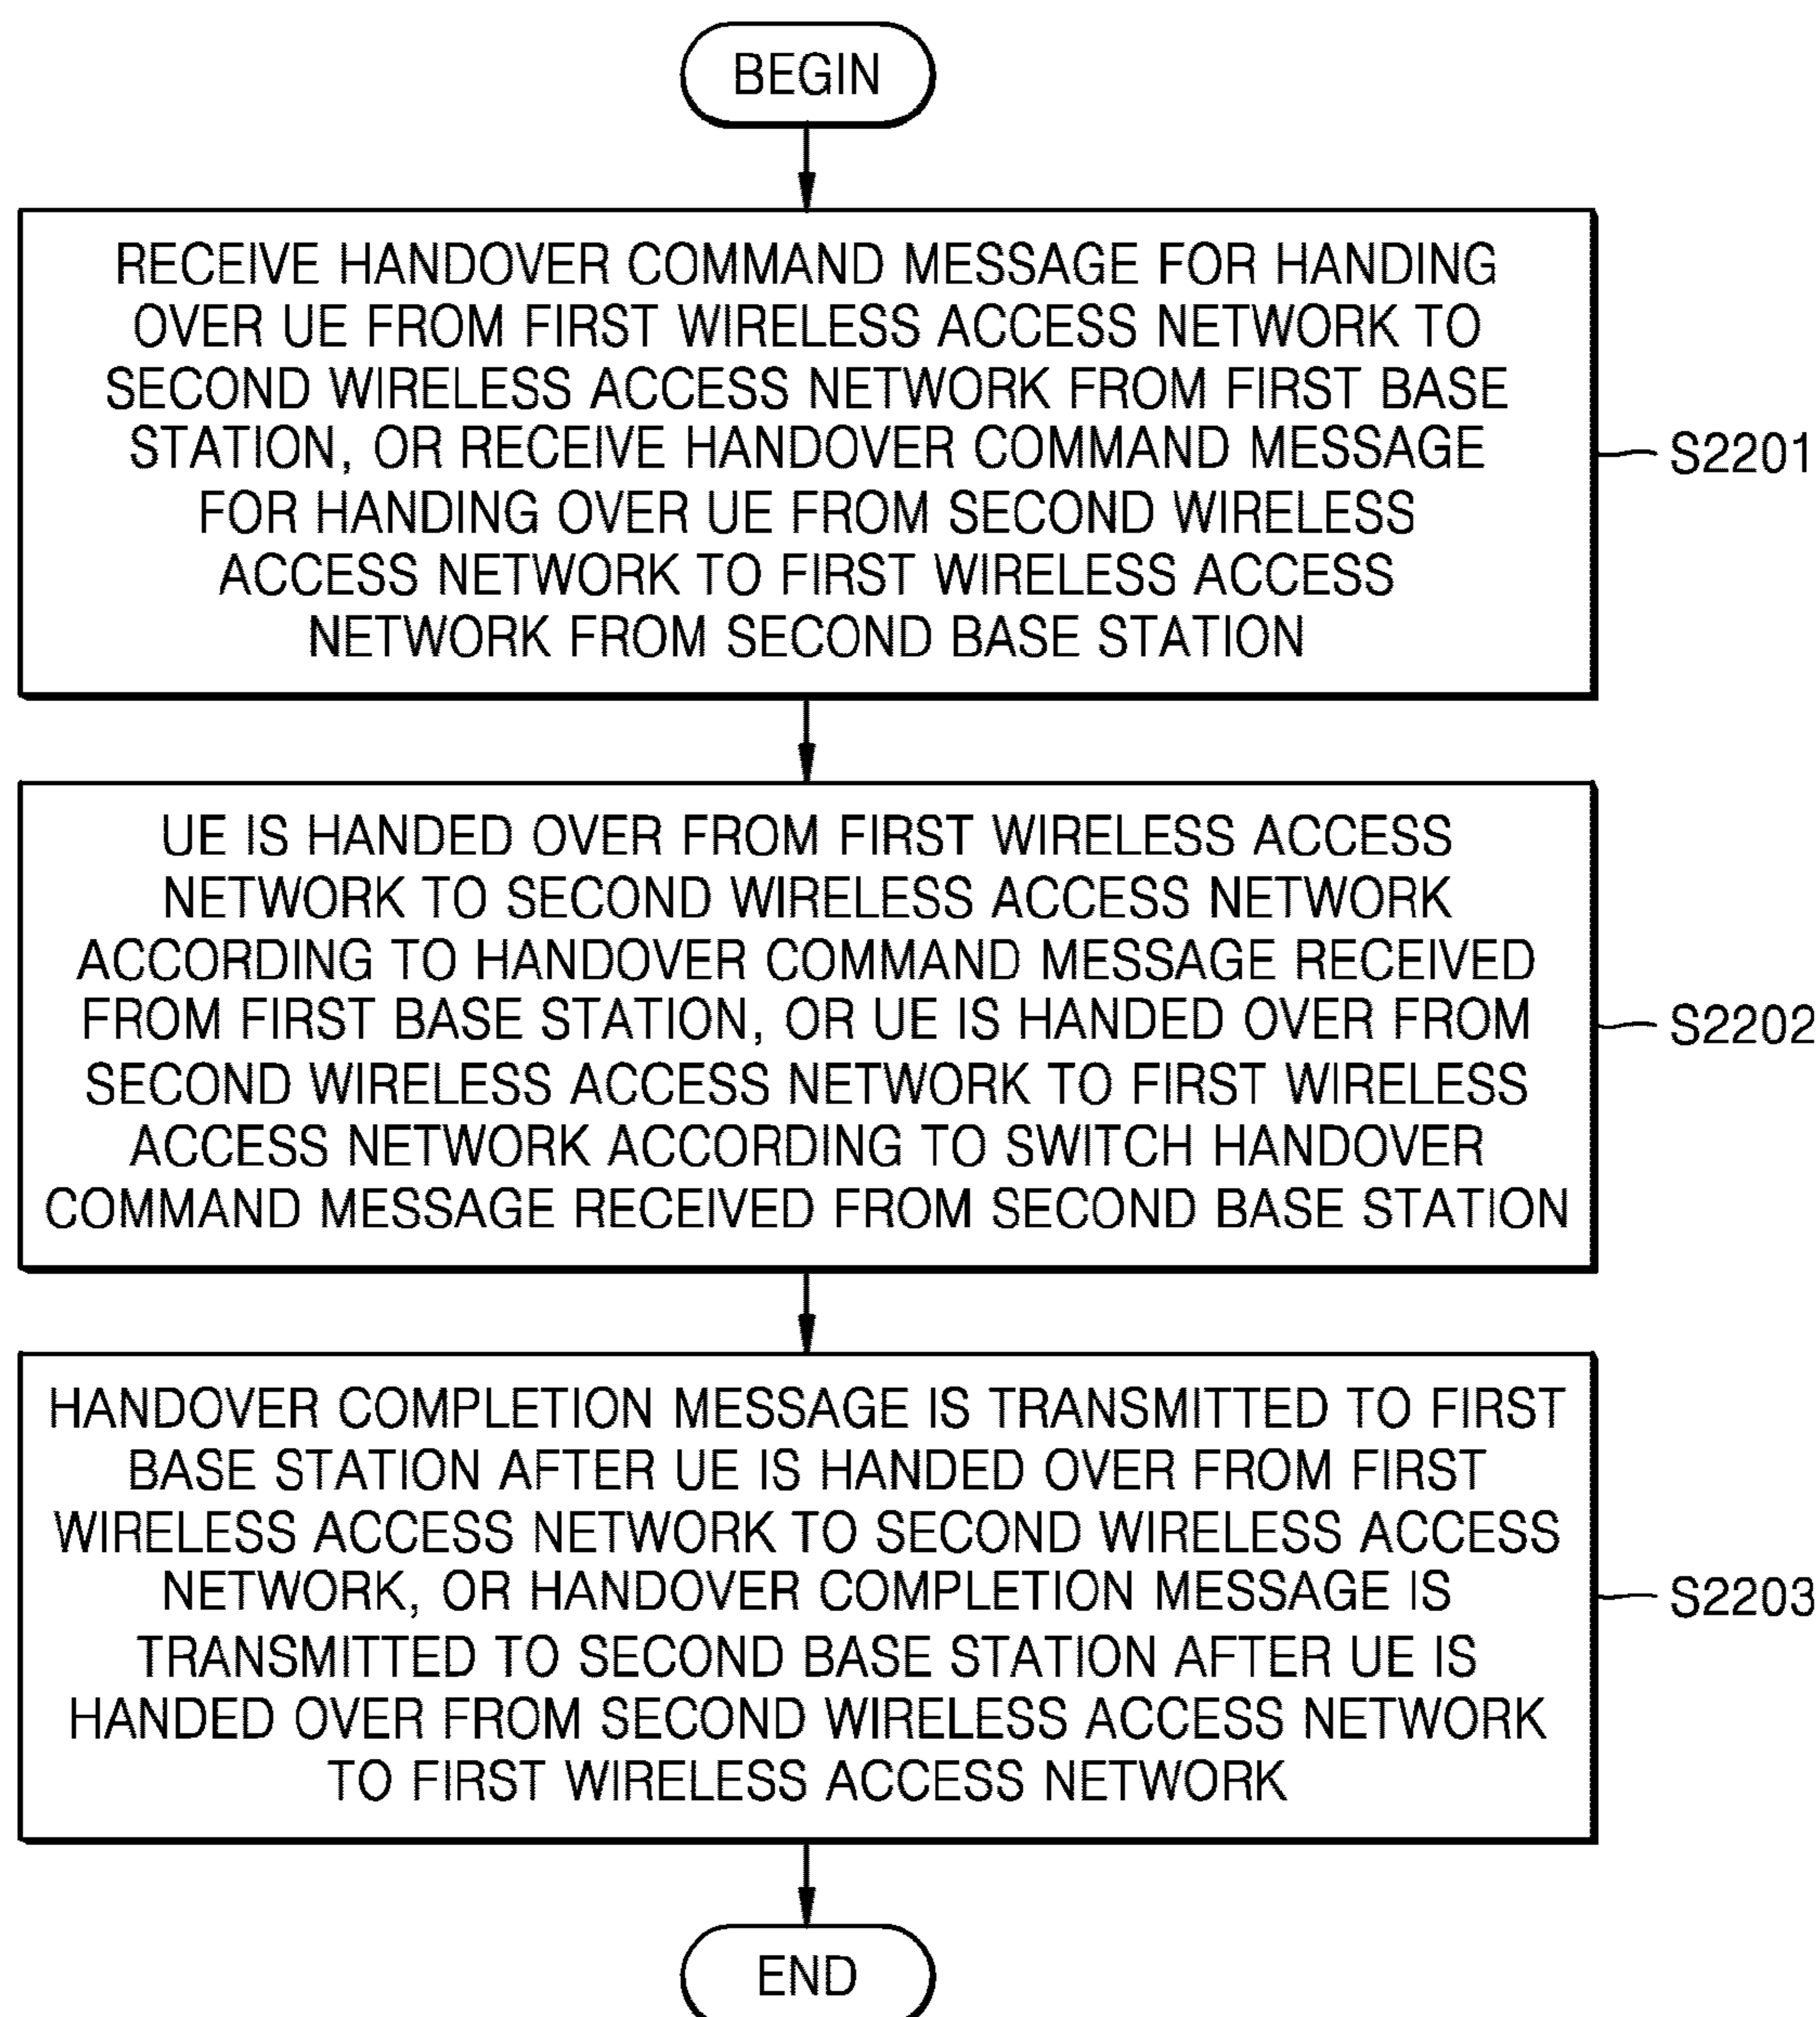 BEGIN
RECEIVE HANDOVER COMMAND MESSAGE FOR HANDING
OVER UE FROM FIRST WIRELESS ACCESS NETWORK TO
SECOND WIRELESS ACCESS NETWORK FROM FIRST BASE
STATION, OR RECEIVE HANDOVER COMMAND MESSAGE
FOR HANDING OVER UE FROM SECOND WIRELESS
ACCESS NETWORK TO FIRST WIRELESS ACCESS
NETWORK FROM SECOND BASE STATION
S2201
UE IS HANDED OVER FROM FIRST WIRELESS ACCESS
NETWORK TO SECOND WIRELESS ACCESS NETWORK
ACCORDING TO HANDOVER COMMAND MESSAGE RECEIVED
FROM FIRST BASE STATION, OR UE IS HANDED OVER FROM
SECOND WIRELESS ACCESS NETWORK TO FIRST WIRELESS
ACCESS NETWORK ACCORDING TO SWITCH HANDOVER
COMMAND MESSAGE RECEIVED FROM SECOND BASE STATION
S2202
HANDOVER COMPLETION MESSAGE IS TRANSMITTED TO FIRST
BASE STATION AFTER UE IS HANDED OVER FROM FIRST
WIRELESS ACCESS NETWORK TO SECOND WIRELESS ACCESS
NETWORK, OR HANDOVER COMPLETION MESSAGE IS
TRANSMITTED TO SECOND BASE STATION AFTER UE IS
HANDED OVER FROM SECOND WIRELESS ACCESS NETWORK
TO FIRST WIRELESS ACCESS NETWORK
S2203
END